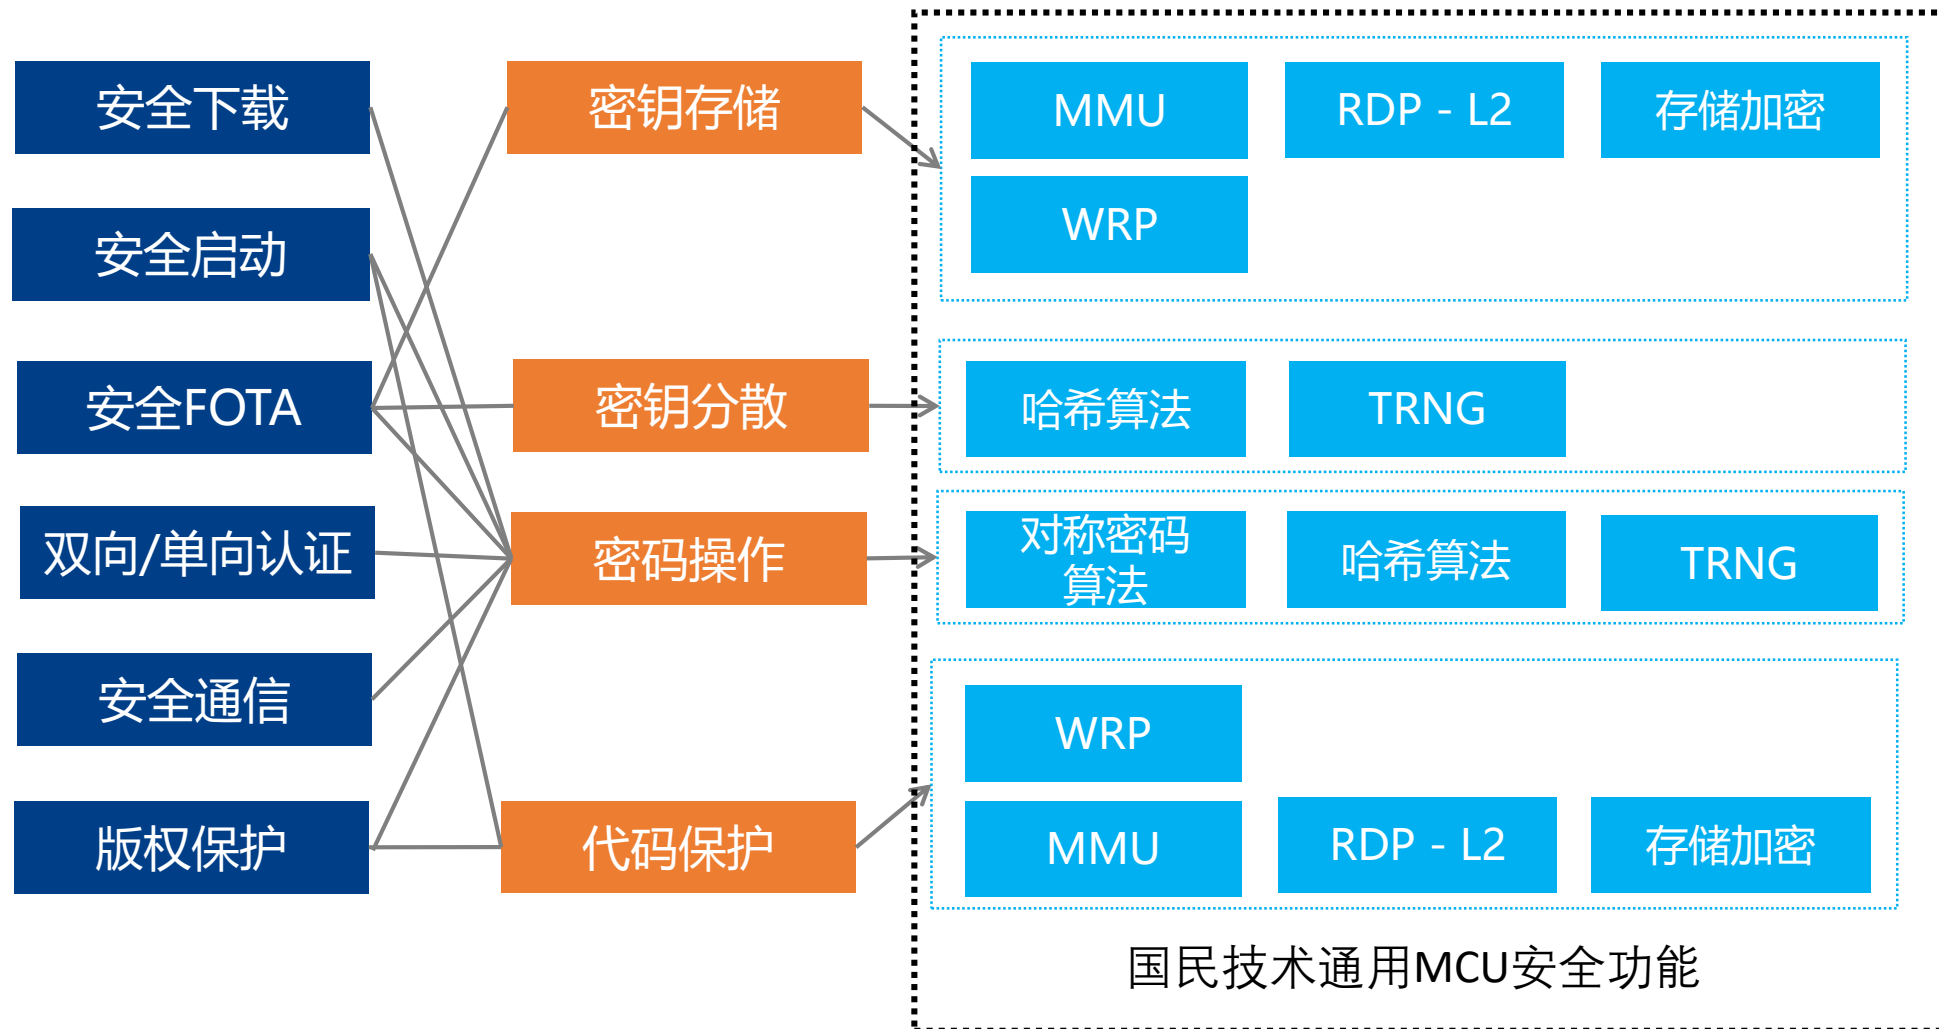 安全下载
安全启动
安全FOTA
双向/单向认证
安全通信
版权保护
密钥存储
密钥分散
密码操作
代码保护
MMU
RDP - L2
存储加密
WRP
哈希算法
TRNG
对称密码
算法
哈希算法
TRNG
WRP
MMU
RDP - L2
存储加密
国民技术通用MCU安全功能